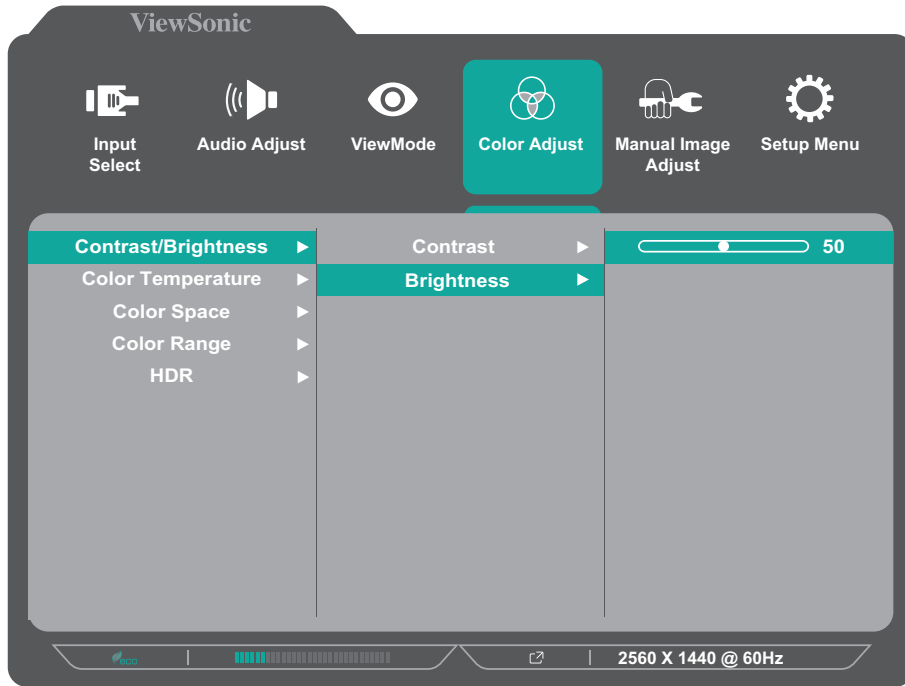 ViewSonic
Input Select
Audio Adjust
ViewMode
Color Adjust
Manual Image Adjust
Setup Menu
Contrast/Brightness
Contrast
50
Color Temperature
Brightness
Color Space
Color Range
HDR
eco
2560 X 1440 @ 60Hz